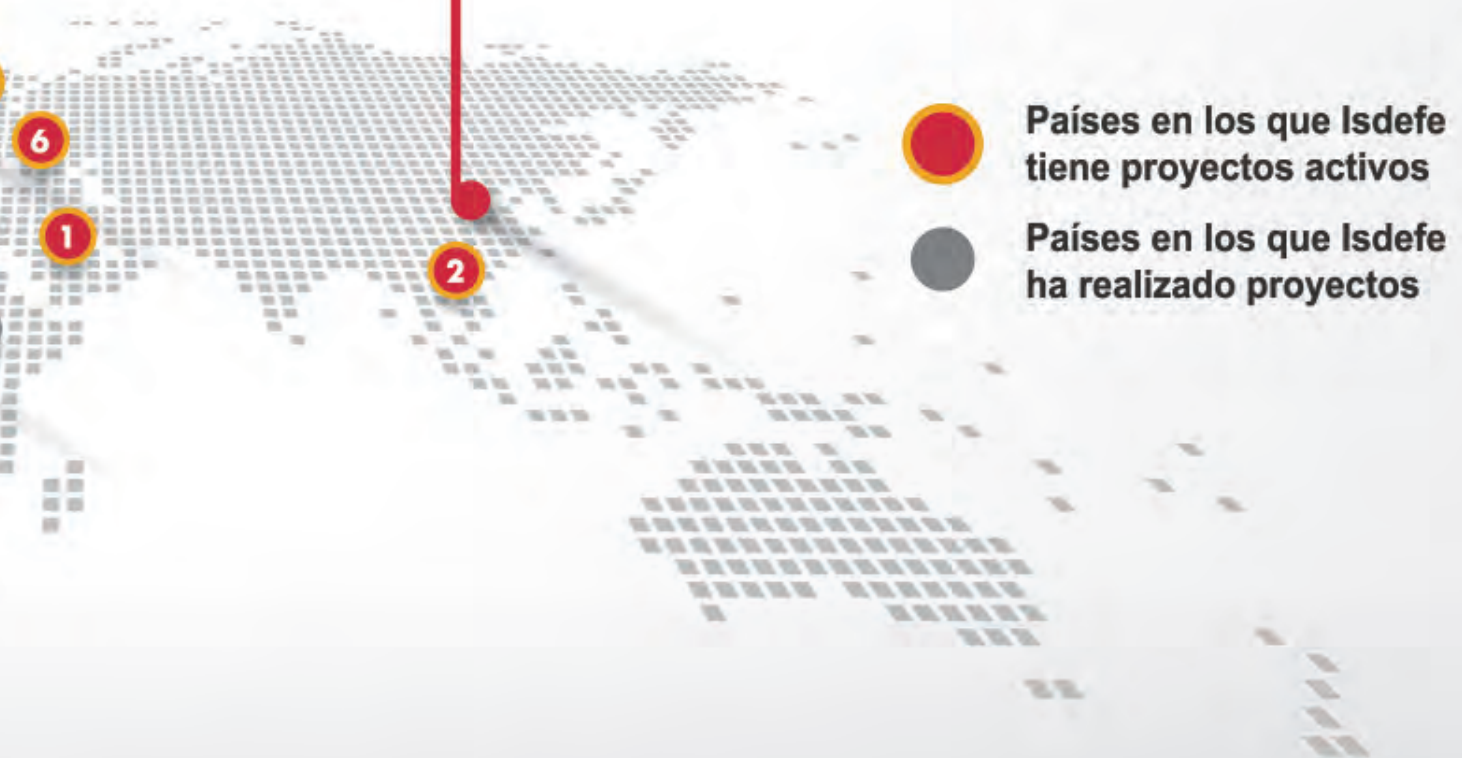 6
1
2
Países en los que Isdefe
tiene proyectos activos
Países en los que Isdefe
ha realizado proyectos